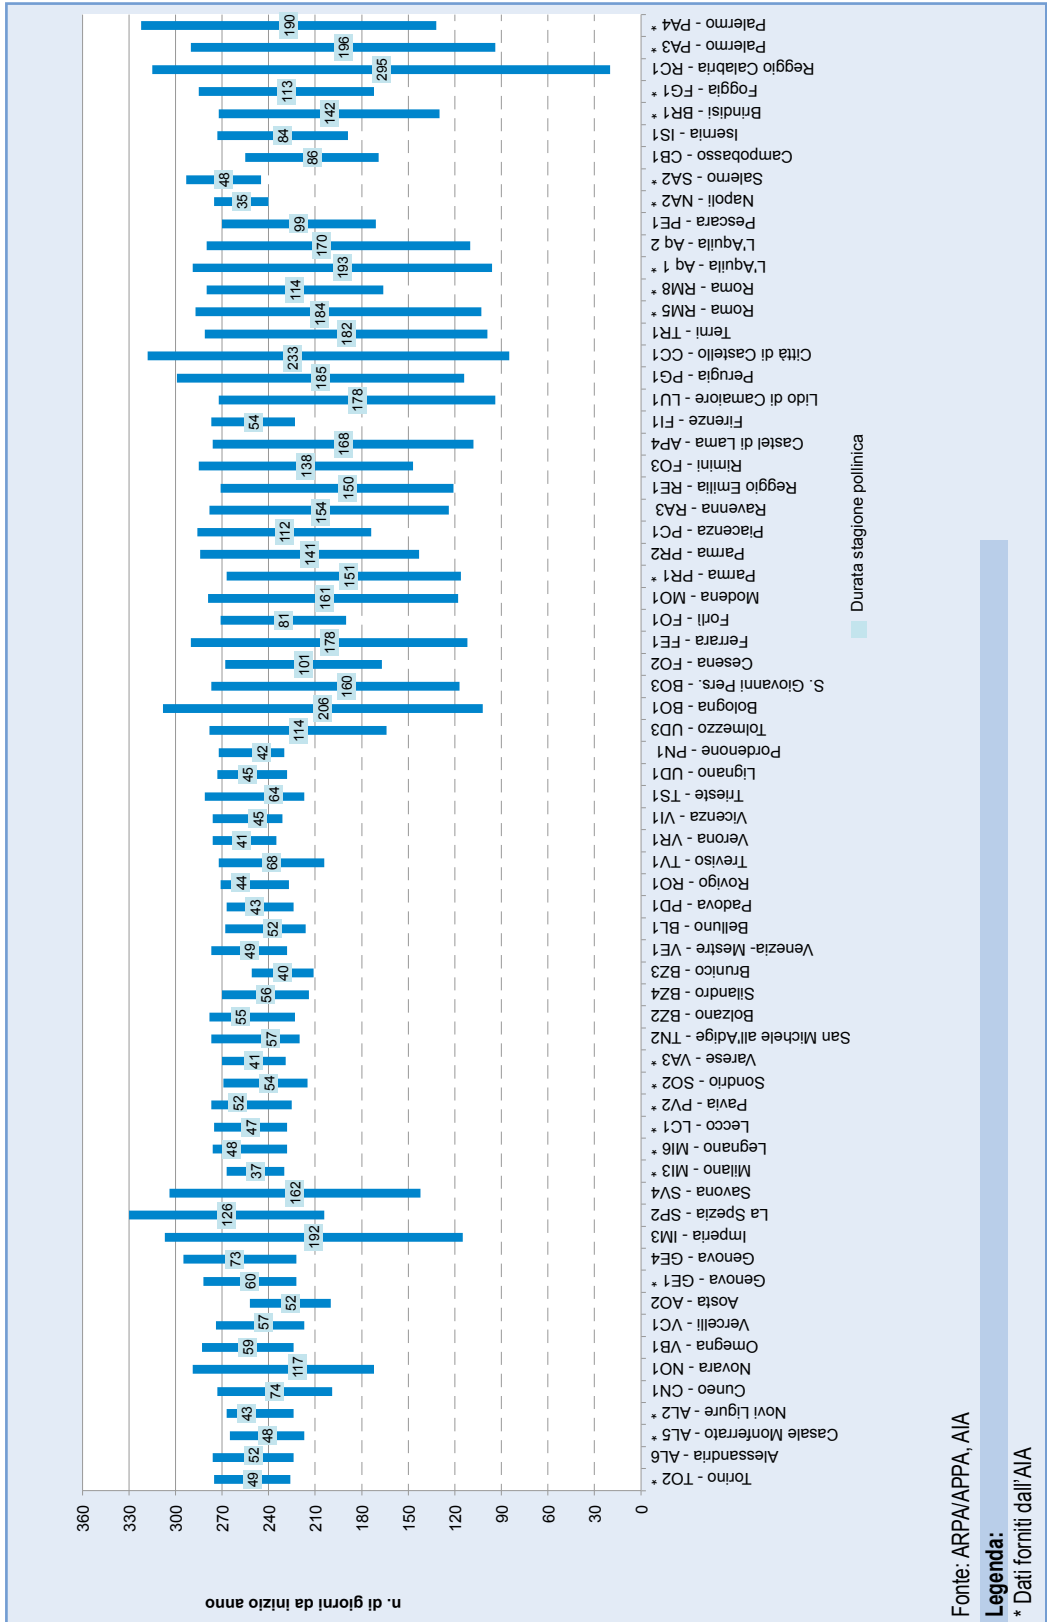 n. di giorni da inizio anno
360
330
300
270
240
210
180
150
120
90
60
30
0
49
52
48
43
74
117
59
57
52
60
73
192
126
162
37
48
47
52
54
41
57
55
56
40
49
52
43
44
68
41
45
64
45
42
114
206
160
101
178
81
161
151
141
112
154
150
138
168
54
178
185
233
182
184
114
193
170
99
35
48
86
84
142
113
295
196
190
Torino - TO2 *
Alessandria - AL6
Casale Monferrato - AL5 *
Novi Ligure - AL2 *
Cuneo - CN1
Novara - NO1
Omegna - VB1
Vercelli - VC1
Aosta - AO2
Genova - GE1 *
Genova - GE4
Imperia - IM3
La Spezia - SP2
Savona - SV4
Milano - MI3 *
Legnano - MI6 *
Lecco - LC1 *
Pavia - PV2 *
Sondrio - SO2 *
Varese - VA3 *
San Michele all'Adige - TN2
Bolzano - BZ2
Silandro - BZ4
Brunico - BZ3
Venezia- Mestre - VE1
Belluno - BL1
Padova - PD1
Rovigo - RO1
Treviso - TV1
Verona - VR1
Vicenza - VI1
Trieste - TS1
Lignano - UD1
Pordenone - PN1
Tolmezzo - UD3
Bologna - BO1
S. Giovanni Pers. - BO3
Cesena - FO2
Ferrara - FE1
Forlì - FO1
Modena - MO1
Parma - PR1 *
Parma - PR2
Piacenza - PC1
Ravenna - RA3
Reggio Emilia - RE1
Rimini - FO3
Castel di Lama - AP4
Firenze - FI1
Lido di Camaiore - LU1
Perugia - PG1
Città di Castello - CC1
Terni - TR1
Roma - RM5 *
Roma - RM8 *
L'Aquila - Aq 1 *
L'Aquila - Aq 2
Pescara - PE1
Napoli - NA2 *
Salerno - SA2 *
Campobasso - CB1
Isernia - IS1
Brindisi - BR1 *
Foggia - FG1 *
Reggio Calabria - RC1
Palermo - PA3 *
Palermo - PA4 *
Durata stagione pollinica
Fonte: ARPA/APPA, AIA
Legenda:
* Dati forniti dall'AIA